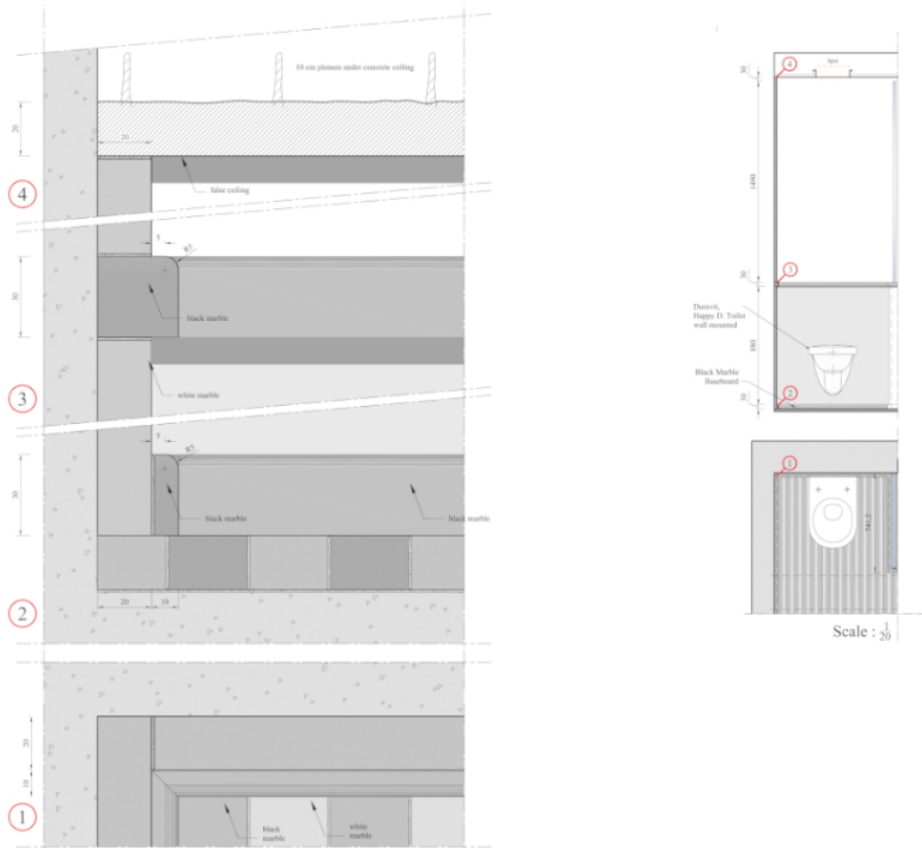 10 cm plenum under concrete ceiling
20
20
4
false ceiling
5
R5
30
black marble
3
white marble
5
R5
30
black marble
black marble
2
20
10
20
10
1
black
marble
white
marble
4
Spot
30
1490
3
30
Duravit,
Happy D. Toilet
wall mounted
880
Black Marble
Baseboard
2
30
1
Scale : 1/20